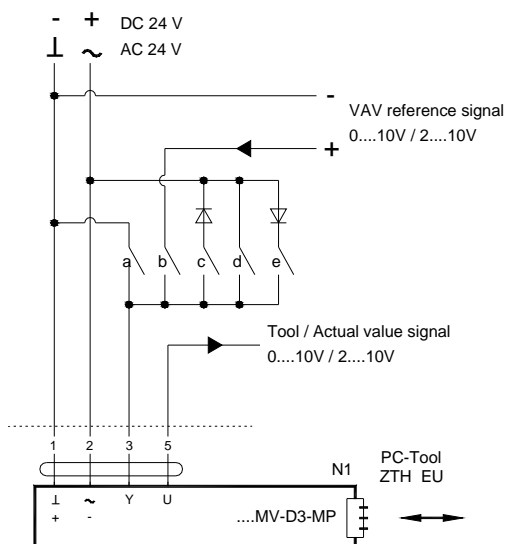 - + DC 24 V
⊥ ~ AC 24 V
-
VAV reference signal
0....10V / 2....10V
+
a b c d e
Tool / Actual value signal
0....10V / 2....10V
1 2 3 5
N1
PC-Tool
ZTH EU
⊥ ~ Y U
+ -
....MV-D3-MP